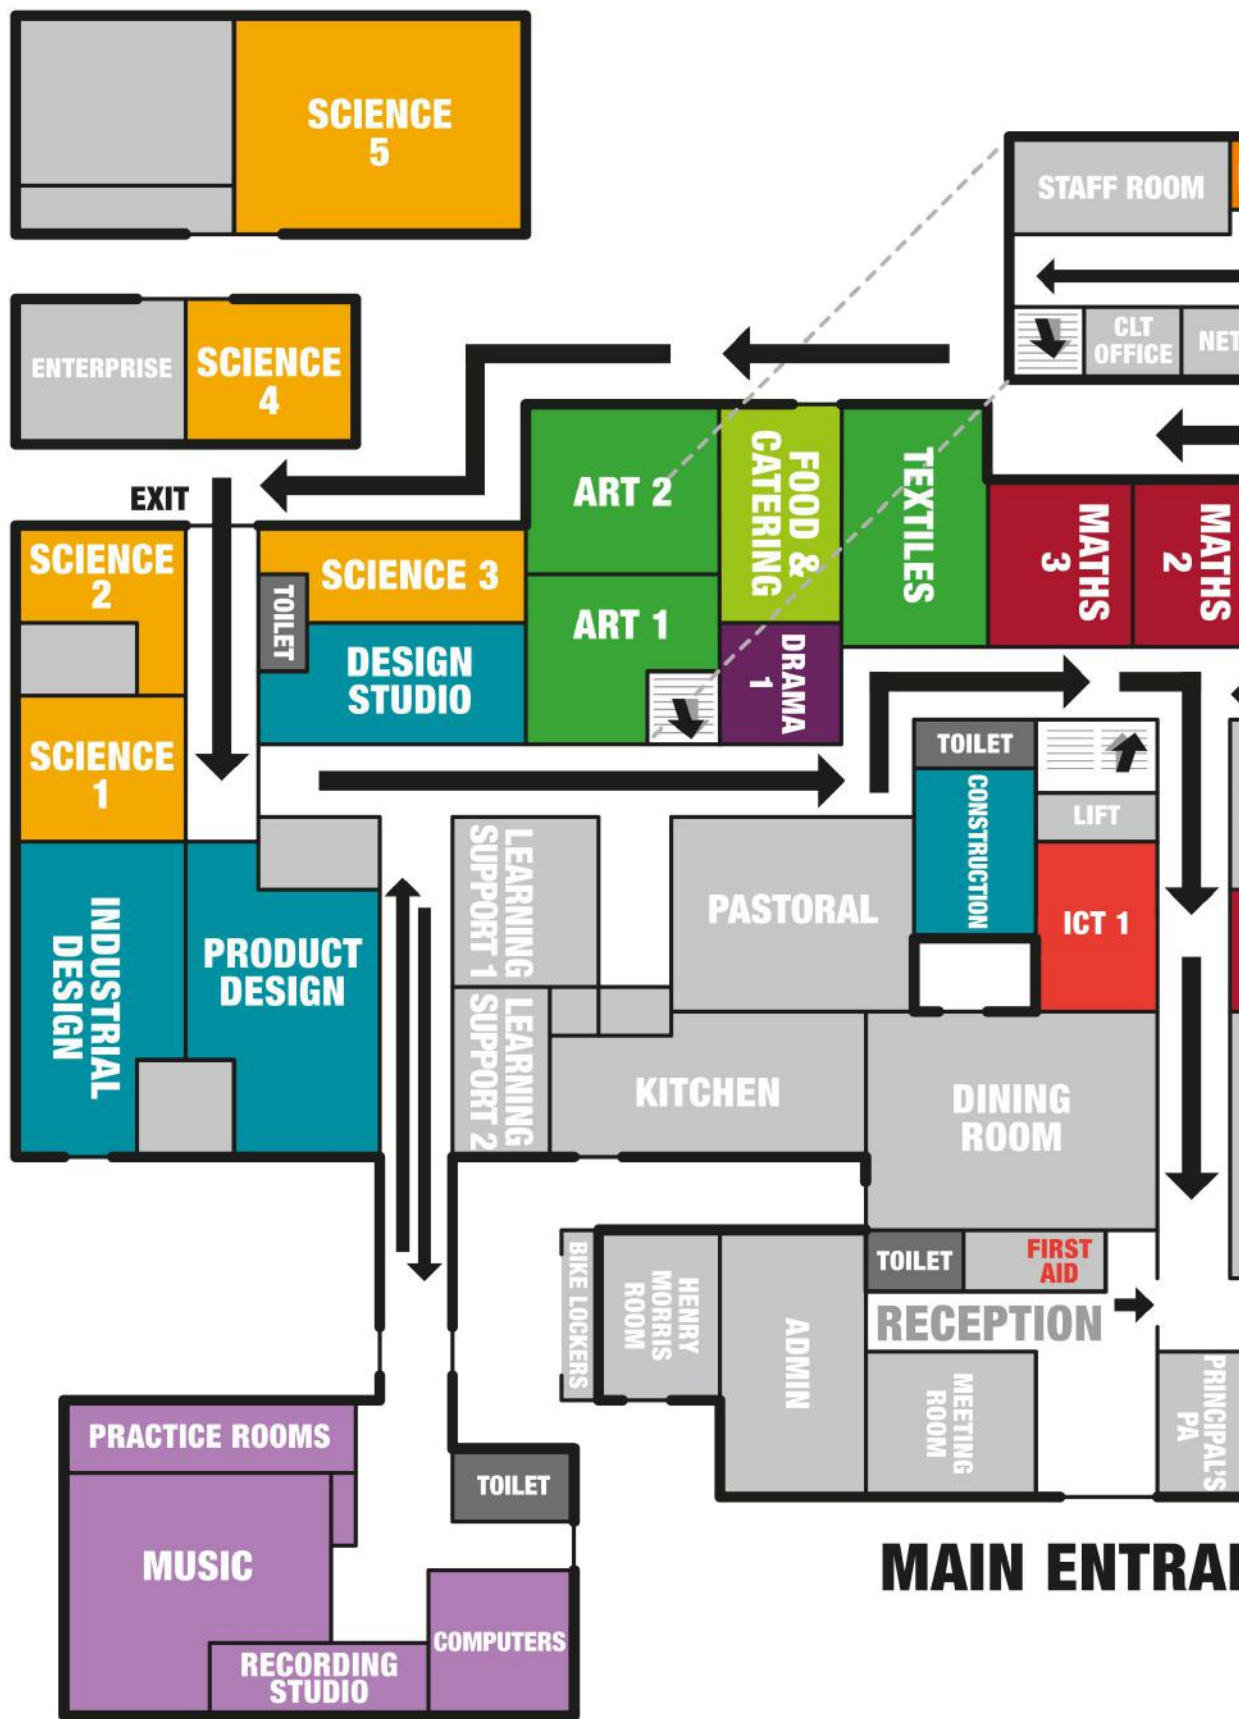 SCIENCE
5
STAFF ROOM
ENTERPRISE
SCIENCE
4
CLT
OFFICE
NET
EXIT
ART 2
FOOD &
CATERING
TEXTILES
MATHS
3
MATHS
2
SCIENCE
2
SCIENCE 3
TOILET
ART 1
DESIGN
STUDIO
DRAMA
1
SCIENCE
1
TOILET
CONSTRUCTION
LIFT
LEARNING
SUPPORT 1
PASTORAL
ICT 1
INDUSTRIAL
DESIGN
PRODUCT
DESIGN
LEARNING
SUPPORT 2
KITCHEN
DINING
ROOM
BIKE LOCKERS
HENRY
MORRIS
ROOM
ADMIN
TOILET
FIRST
AID
RECEPTION
MEETING
ROOM
PRINCIPAL'S
PA
PRACTICE ROOMS
TOILET
MUSIC
MAIN ENTRA
COMPUTERS
RECORDING
STUDIO